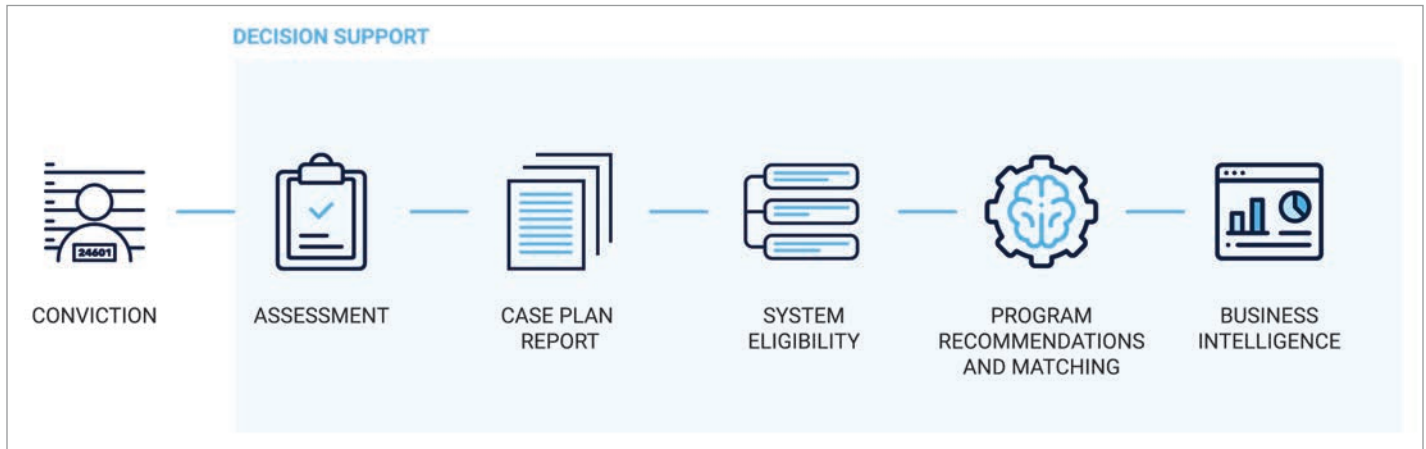 DECISION SUPPORT
24601
CONVICTION
ASSESSMENT
CASE PLAN
REPORT
SYSTEM
ELIGIBILITY
PROGRAM
RECOMMENDATIONS
AND MATCHING
BUSINESS
INTELLIGENCE